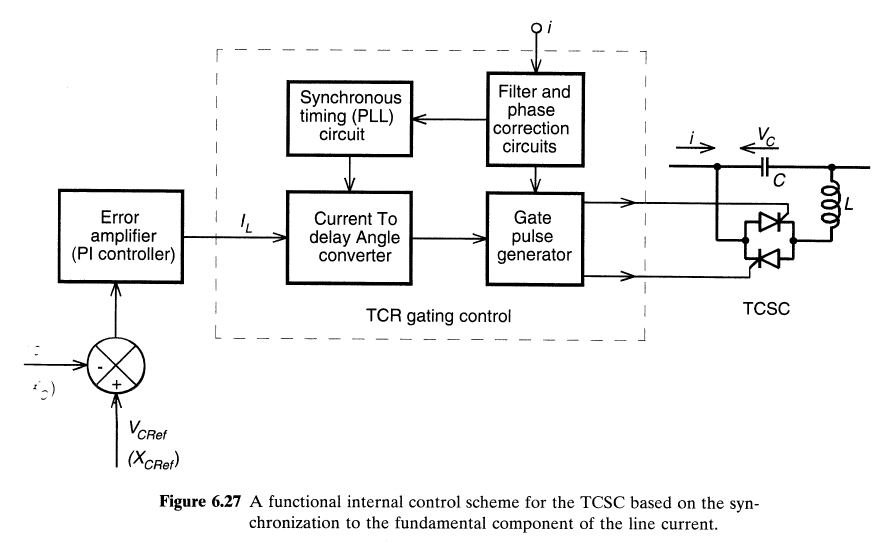 i
Synchronous
timing (PLL)
circuit
Filter and
phase
correction
circuits
i
V_C
C
L
Error
amplifier
(PI controller)
I_L
Current To
delay Angle
converter
Gate
pulse
generator
TCR gating control
TCSC
-
+
V_CRef
(X_CRef)
Figure 6.27 A functional internal control scheme for the TCSC based on the syn-
chronization to the fundamental component of the line current.